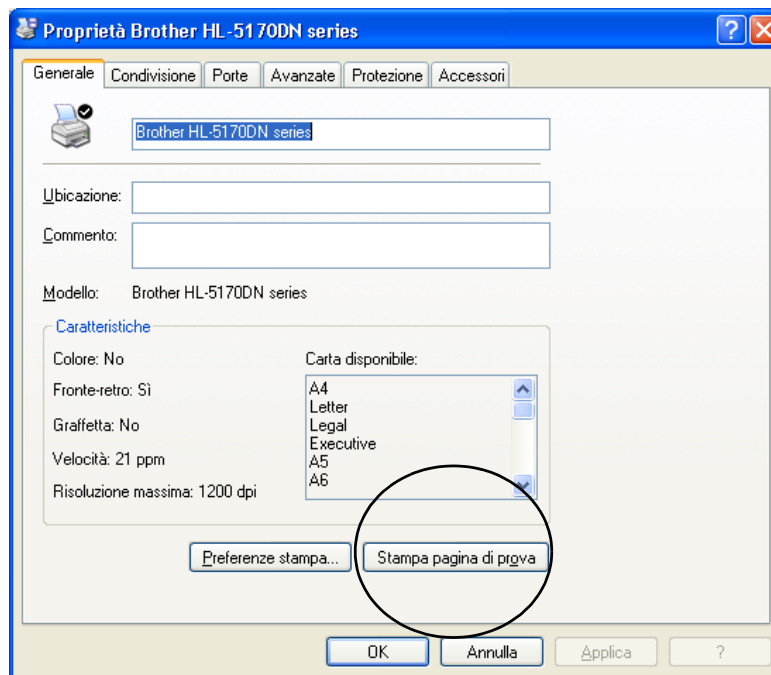 Proprietà Brother HL-5170DN series
Generale Condivisione Porte Avanzate Protezione Accessori
Brother HL-5170DN series
Ubicazione:
Commento:
Modello: Brother HL-5170DN series
Caratteristiche
Colore: No
Carta disponibile:
Fronte-retro: Sì
Graffetta: No
Velocità: 21 ppm
Risoluzione massima: 1200 dpi
A4
Letter
Legal
Executive
A5
A6
Preferenze stampa... Stampa pagina di prova
OK Annulla Applica ?